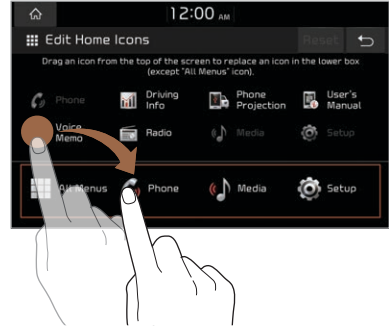 12:00 AM
Edit Home Icons Reset
Drag an icon from the top of the screen to replace an icon in the lower box
(except "All Menus" icon).
Phone
Driving
Info
Phone
Projection
User's
Manual
Voice
Memo
Radio
Media
Setup
All Menus Phone Media Setup